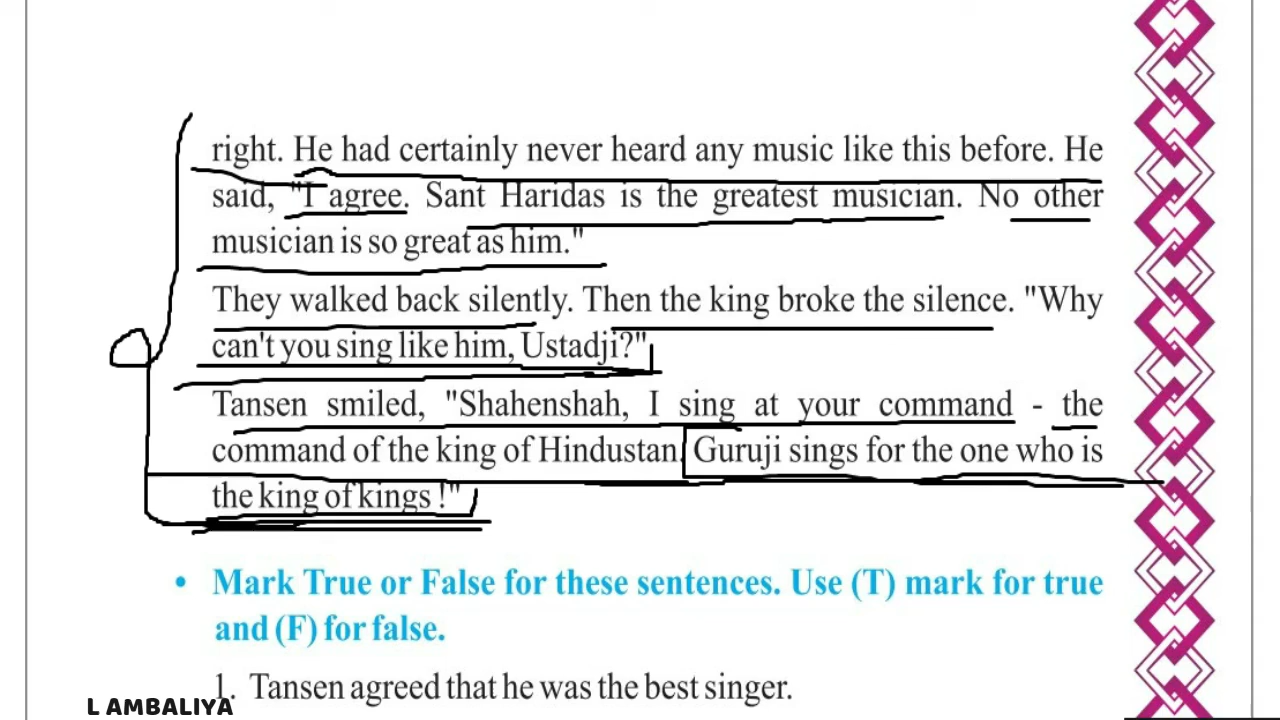 right. He had certainly never heard any music like this before. He
said, "I agree. Sant Haridas is the greatest musician. No other
musician is so great as him."
They walked back silently. Then the king broke the silence. "Why
can't you sing like him, Ustadji?"
Tansen smiled, "Shahenshah, I sing at your command - the
command of the king of Hindustan. Guruji sings for the one who is
the king of kings !"
• Mark True or False for these sentences. Use (T) mark for true
and (F) for false.
1. Tansen agreed that he was the best singer.
L AMBALIYA